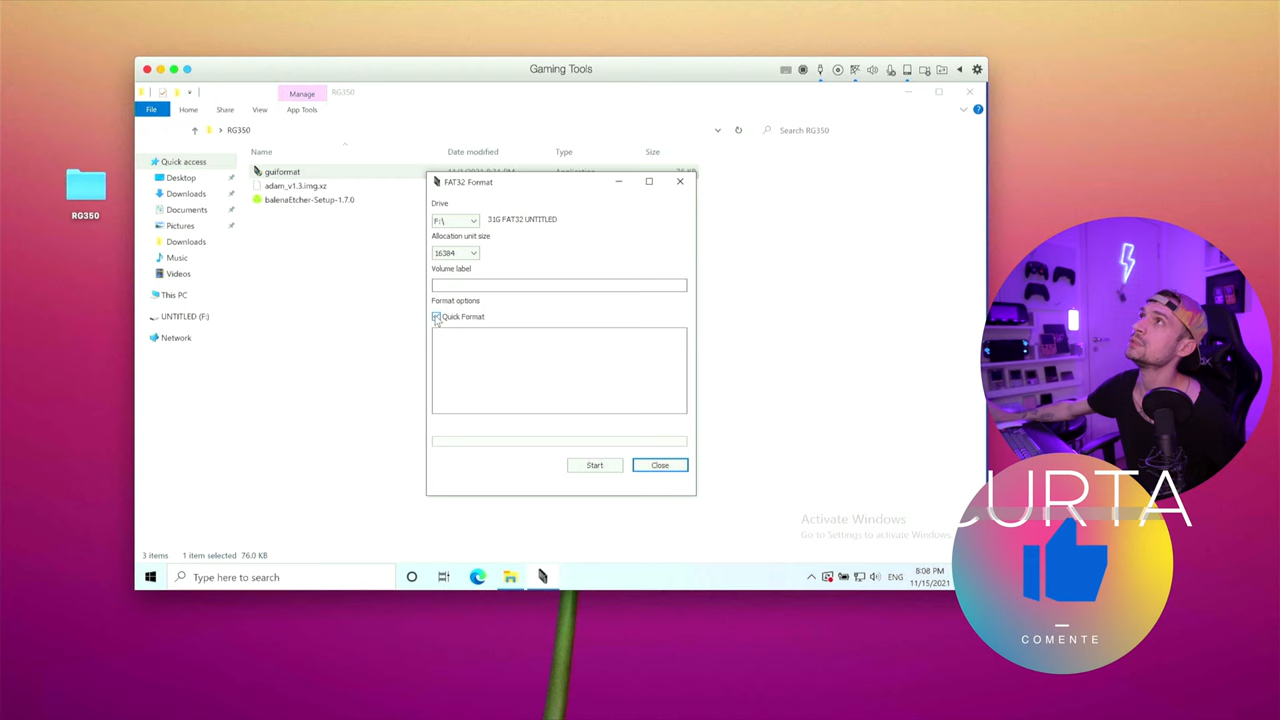 Gaming Tools
Manage
RG350
File
Home
Share
View
App Tools
RG350
Search RG350
Name
Date modified
Type
Size
Quick access
Desktop
Downloads
Documents
Pictures
Downloads
Music
Videos
This PC
UNTITLED (F:)
Network
guiformat
adam_v1.3.img.xz
balenaEtcher-Setup-1.7.0
FAT32 Format
Drive
F:\
31G FAT32 UNTITLED
Allocation unit size
16384
Volume label
Format options
Quick Format
Start
Close
RG350
3 items
1 item selected 76.0 KB
Activate Windows
Go to Settings to activate Windows.
Type here to search
ENG
8:08 PM
11/15/2021
CURTA
COMENTE